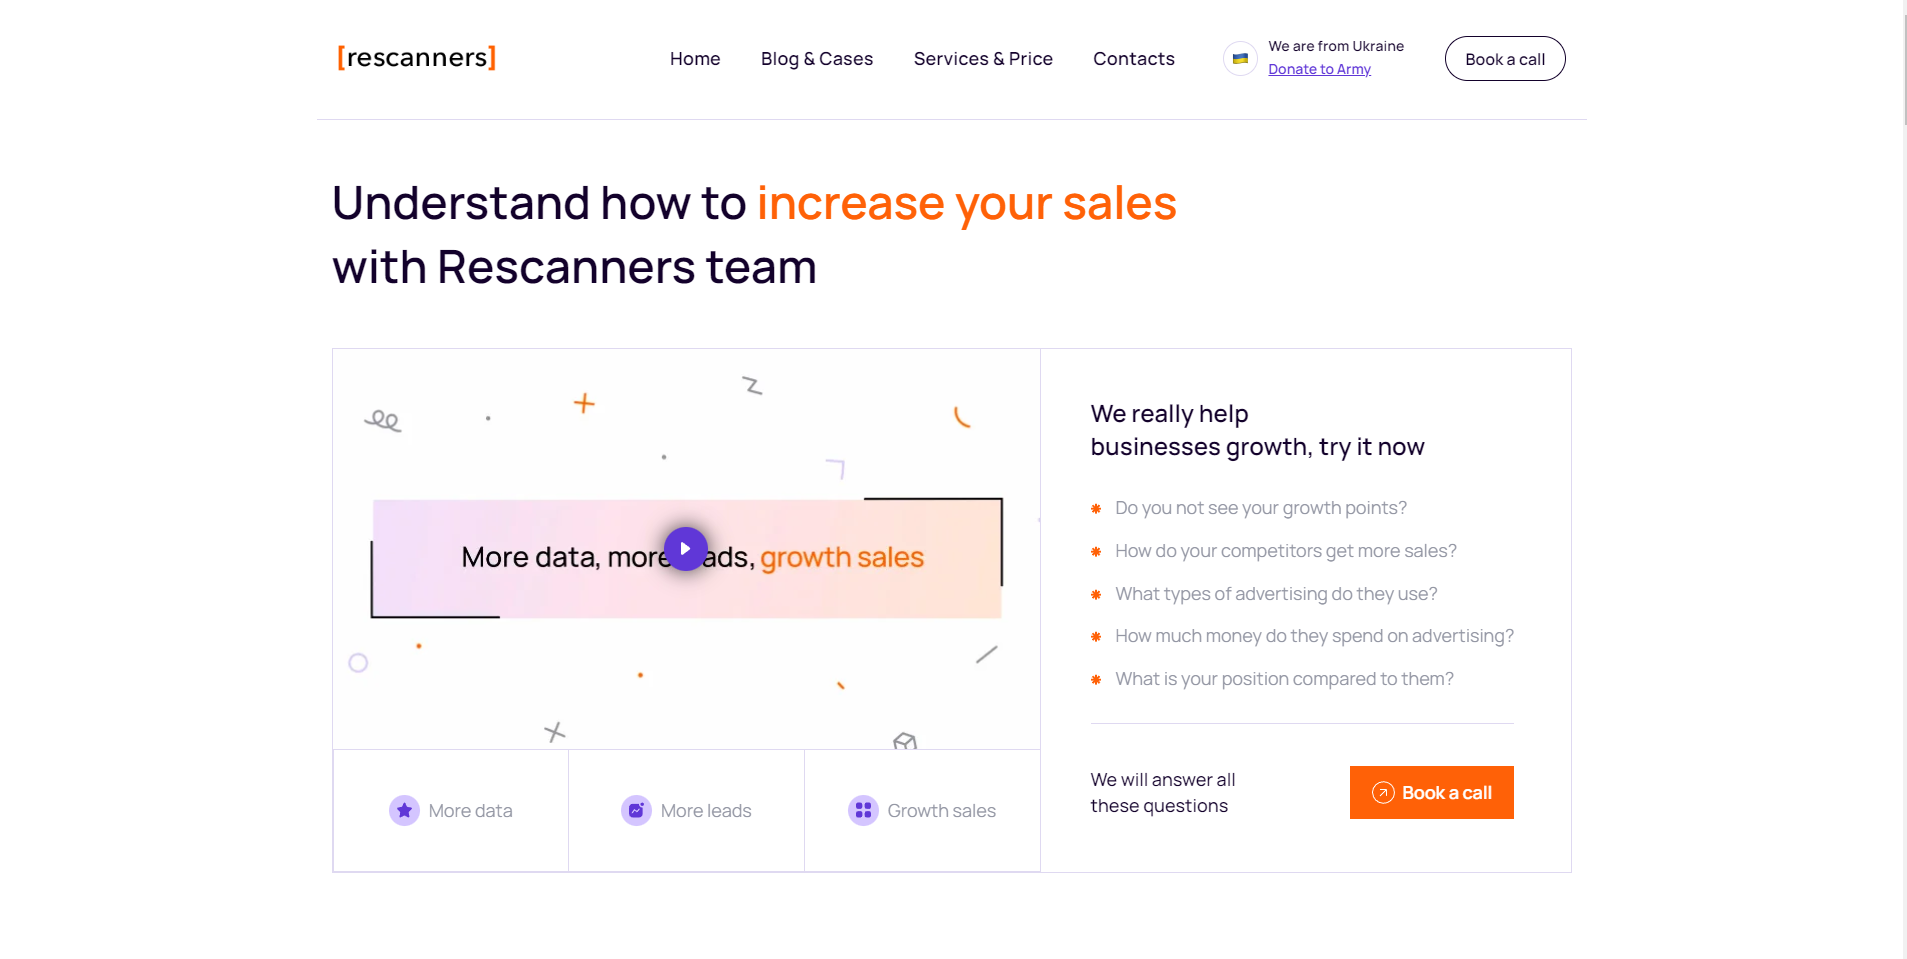 [rescanners]
Home
Blog & Cases
Services & Price
Contacts
We are from Ukraine
Donate to Army
Book a call
Understand how to increase your sales
with Rescanners team
More data, more ads, growth sales
More data
More leads
Growth sales
We really help
businesses growth, try it now
Do you not see your growth points?
How do your competitors get more sales?
What types of advertising do they use?
How much money do they spend on advertising?
What is your position compared to them?
We will answer all
these questions
Book a call